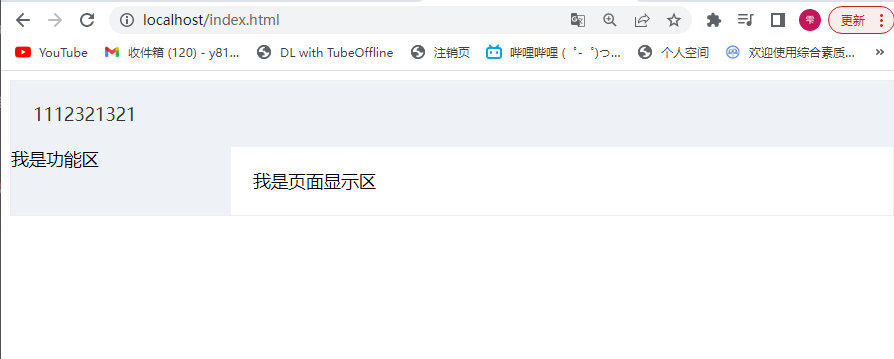 localhost/index.html
雫
更新
YouTube
收件箱 (120) - y81...
DL with TubeOffline
注销页
哔哩哔哩 (゜-゜)つ...
个人空间
欢迎使用综合素质...
»
1112321321
我是功能区
我是页面显示区